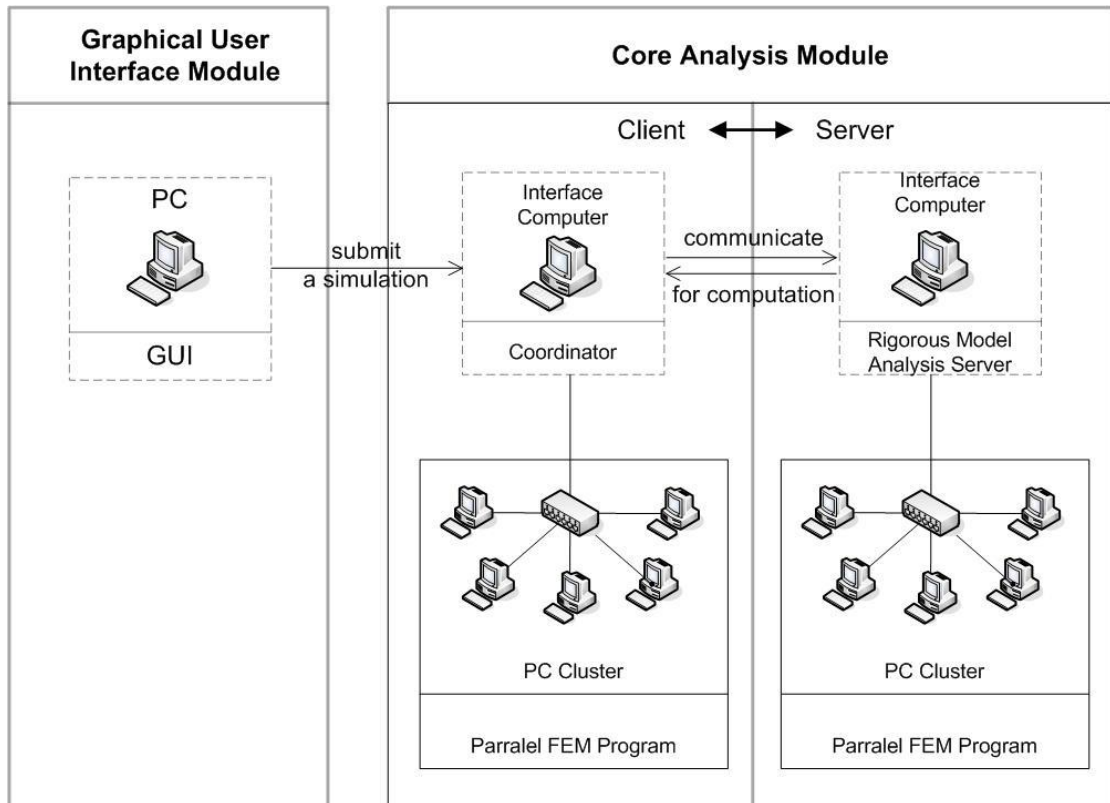 Graphical User
Interface Module
Core Analysis Module
Client
Server
PC
GUI
submit
a simulation
Interface
Computer
Coordinator
communicate
for computation
Interface
Computer
Rigorous Model
Analysis Server
PC Cluster
Parralel FEM Program
PC Cluster
Parralel FEM Program